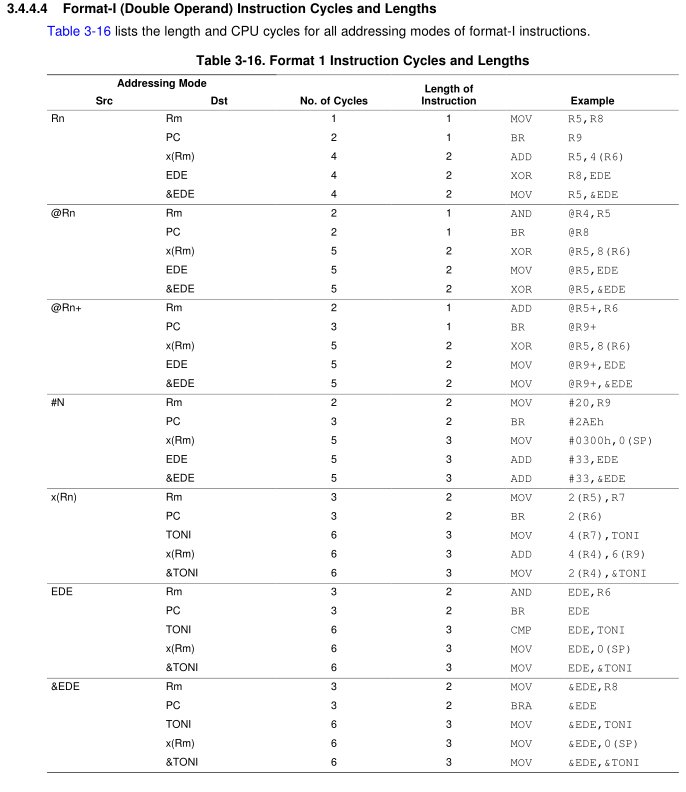 3.4.4.4 Format-I (Double Operand) Instruction Cycles and Lengths
Table 3-16 lists the length and CPU cycles for all addressing modes of format-I instructions.
Table 3-16. Format 1 Instruction Cycles and Lengths
Addressing Mode
Length of
Src Dst No. of Cycles Instruction Example
Rn Rm 1 1 MOV R5,R8
PC 2 1 BR R9
x(Rm) 4 2 ADD R5,4(R6)
EDE 4 2 XOR R8,EDE
&EDE 4 2 MOV R5,&EDE
@Rn Rm 2 1 AND @R4,R5
PC 2 1 BR @R8
x(Rm) 5 2 XOR @R5,8(R6)
EDE 5 2 MOV @R5,EDE
&EDE 5 2 XOR @R5,&EDE
@Rn+ Rm 2 1 ADD @R5+,R6
PC 3 1 BR @R9+
x(Rm) 5 2 XOR @R5,8(R6)
EDE 5 2 MOV @R9+,EDE
&EDE 5 2 MOV @R9+,&EDE
#N Rm 2 2 MOV #20,R9
PC 3 2 BR #2AEh
x(Rm) 5 3 MOV #0300h,0(SP)
EDE 5 3 ADD #33,EDE
&EDE 5 3 ADD #33,&EDE
x(Rn) Rm 3 2 MOV 2(R5),R7
PC 3 2 BR 2(R6)
TONI 6 3 MOV 4(R7),TONI
x(Rm) 6 3 ADD 4(R4),6(R9)
&TONI 6 3 MOV 2(R4),&TONI
EDE Rm 3 2 AND EDE,R6
PC 3 2 BR EDE
TONI 6 3 CMP EDE,TONI
x(Rm) 6 3 MOV EDE,0(SP)
&TONI 6 3 MOV EDE,&TONI
&EDE Rm 3 2 MOV &EDE,R8
PC 3 2 BRA &EDE
TONI 6 3 MOV &EDE,TONI
x(Rm) 6 3 MOV &EDE,0(SP)
&TONI 6 3 MOV &EDE,&TONI